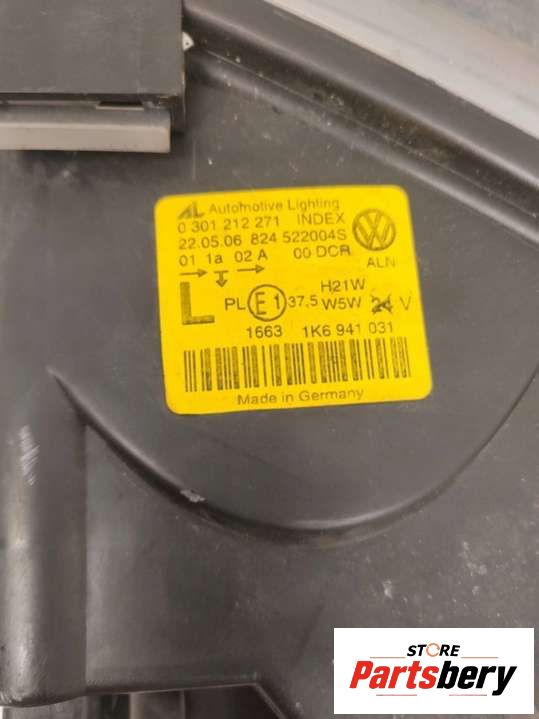 AL Automotive Lighting
0 301 212 271 INDEX
22.05.06 824 522004S
01 1a 02 A 00 DCR
ALN
L PL E1 37,5 H21W
W5W 24 V
1663 1K6 941 031
Made in Germany
STORE
Partsbery